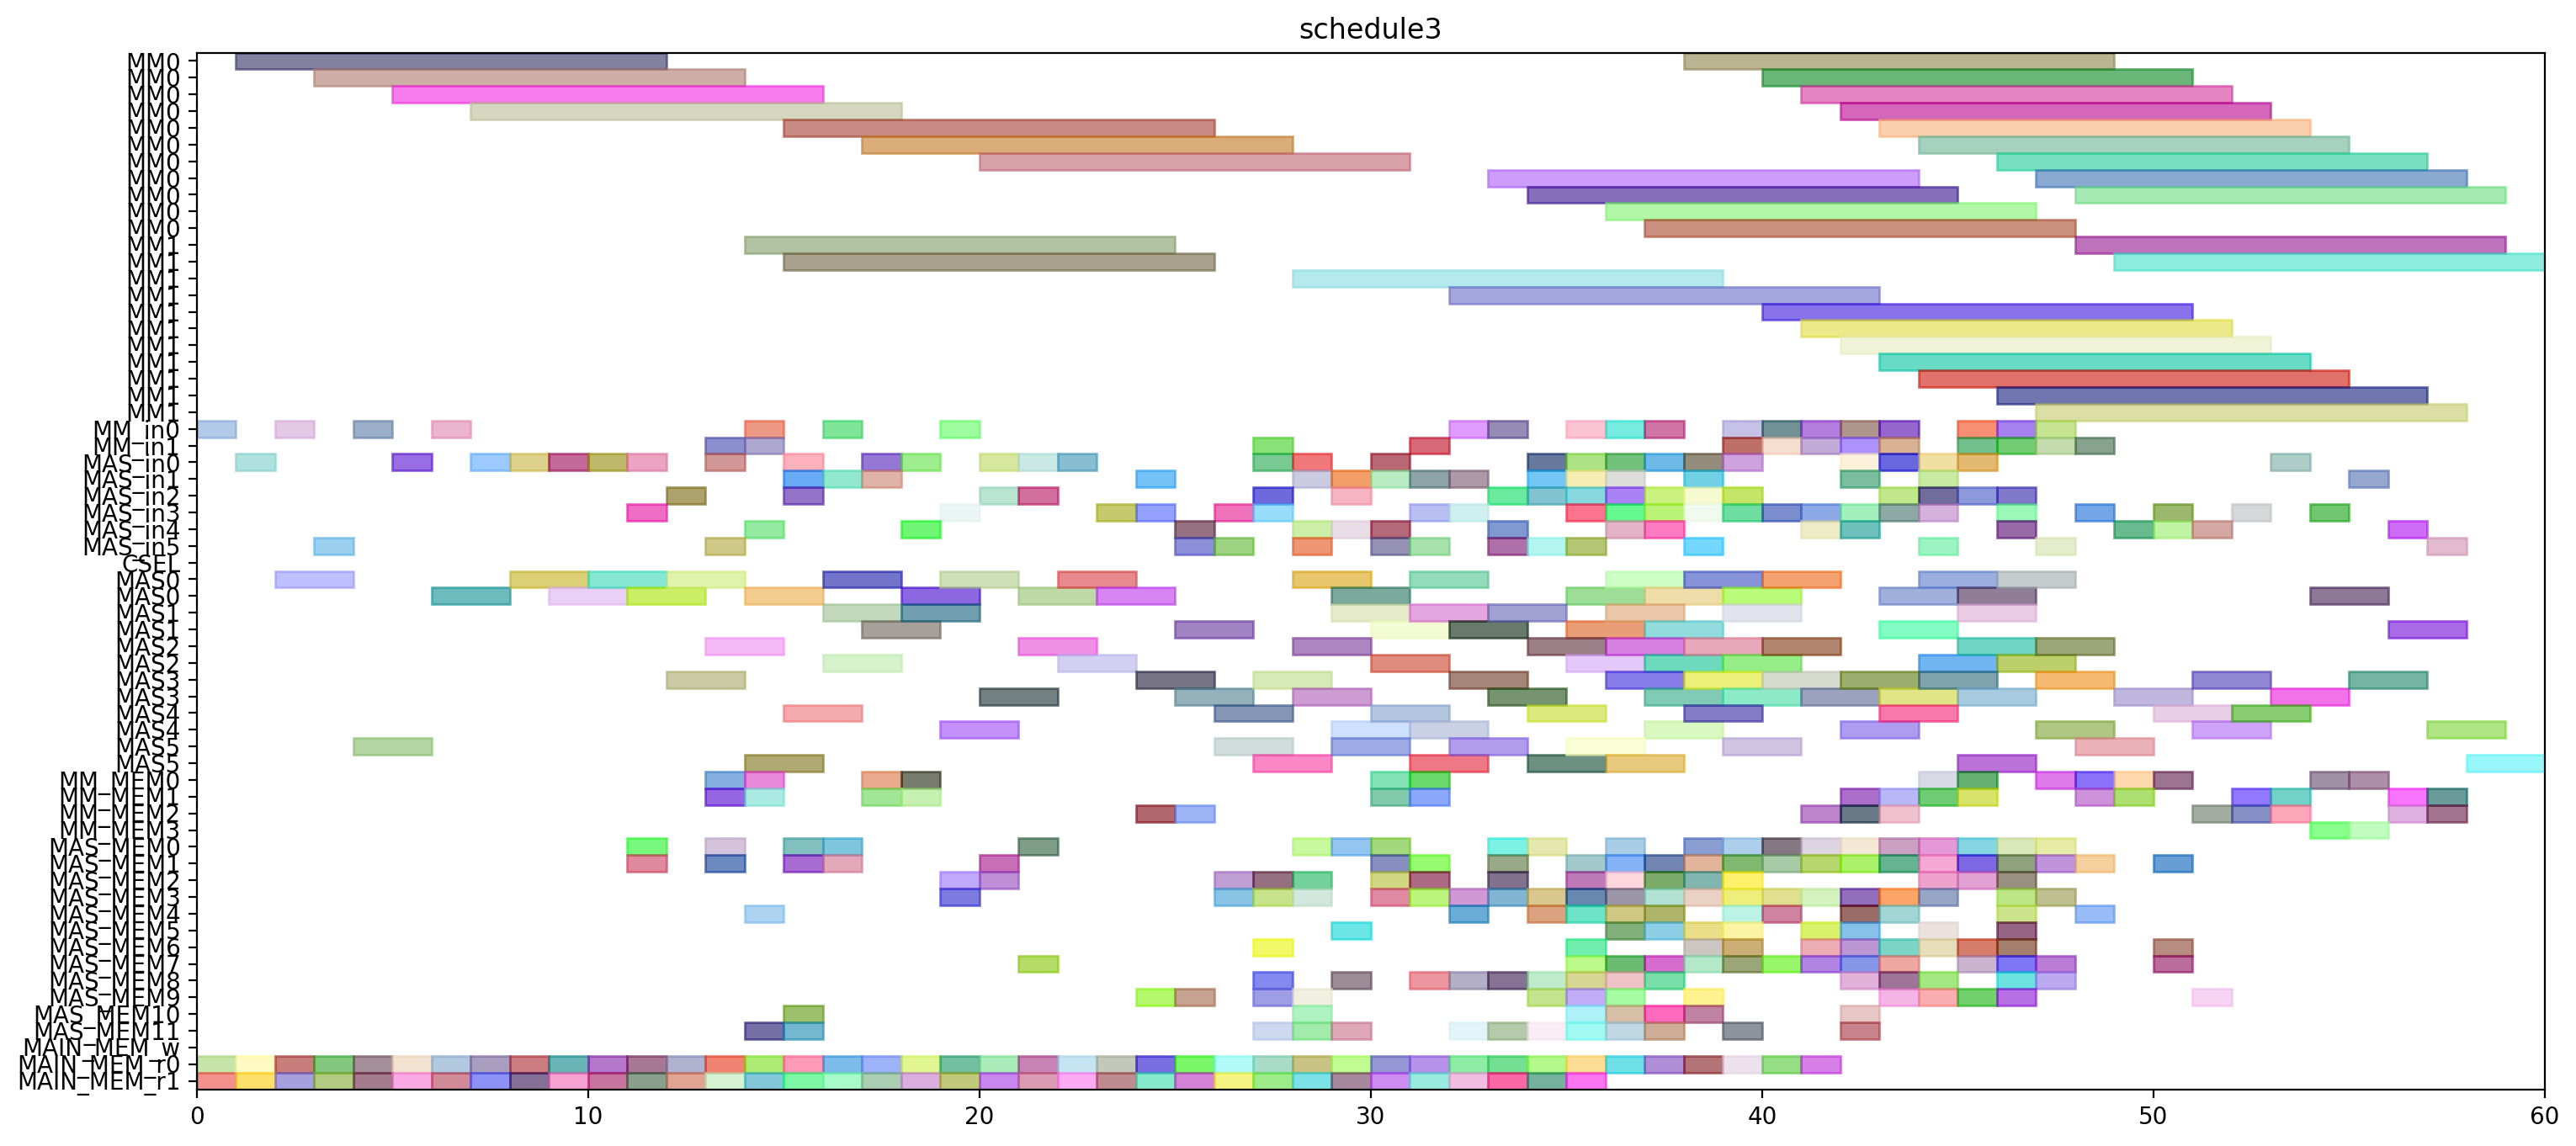 schedule3
MM0
MM0
MM0
MM0
MM0
MM0
MM0
MM0
MM0
MM0
MM0
MM1
MM1
MM1
MM1
MM1
MM1
MM1
MM1
MM1
MM1
MM1
MM_in0
MM_in1
MAS_in0
MAS_in1
MAS_in2
MAS_in3
MAS_in4
MAS_in5
CSEL
MAS0
MAS0
MAS1
MAS1
MAS2
MAS2
MAS3
MAS3
MAS4
MAS4
MAS5
MAS5
MM_MEM0
MM_MEM1
MM_MEM2
MM_MEM3
MAS_MEM0
MAS_MEM1
MAS_MEM2
MAS_MEM3
MAS_MEM4
MAS_MEM5
MAS_MEM6
MAS_MEM7
MAS_MEM8
MAS_MEM9
MAS_MEM10
MAS_MEM11
MAIN_MEM_w
MAIN_MEM_r0
MAIN_MEM_r1
0 10 20 30 40 50 60